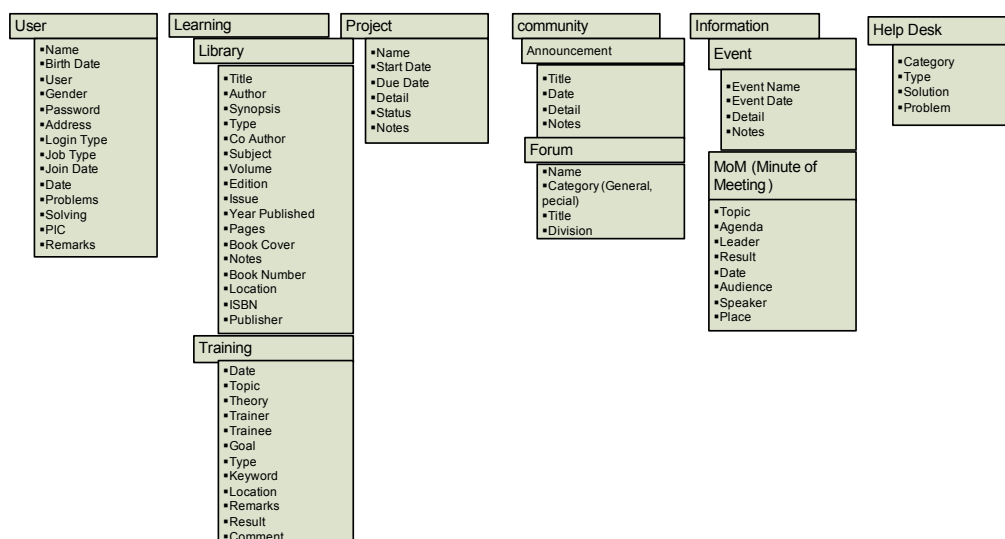 User
▪Name
▪Birth Date
▪User
▪Gender
▪Password
▪Address
▪Login Type
▪Job Type
▪Join Date
▪Date
▪Problems
▪Solving
▪PIC
▪Remarks
Learning
Library
▪Title
▪Author
▪Synopsis
▪Type
▪Co Author
▪Subject
▪Volume
▪Edition
▪Issue
▪Year Published
▪Pages
▪Book Cover
▪Notes
▪Book Number
▪Location
▪ISBN
▪Publisher
Training
▪Date
▪Topic
▪Theory
▪Trainer
▪Trainee
▪Goal
▪Type
▪Keyword
▪Location
▪Remarks
▪Result
▪Comment
Project
▪Name
▪Start Date
▪Due Date
▪Detail
▪Status
▪Notes
community
Announcement
▪Title
▪Date
▪Detail
▪Notes
Forum
▪Name
▪Category (General,
pecial)
▪Title
▪Division
Information
Event
▪Event Name
▪Event Date
▪Detail
▪Notes
MoM (Minute of
Meeting)
▪Topic
▪Agenda
▪Leader
▪Result
▪Date
▪Audience
▪Speaker
▪Place
Help Desk
▪Category
▪Type
▪Solution
▪Problem